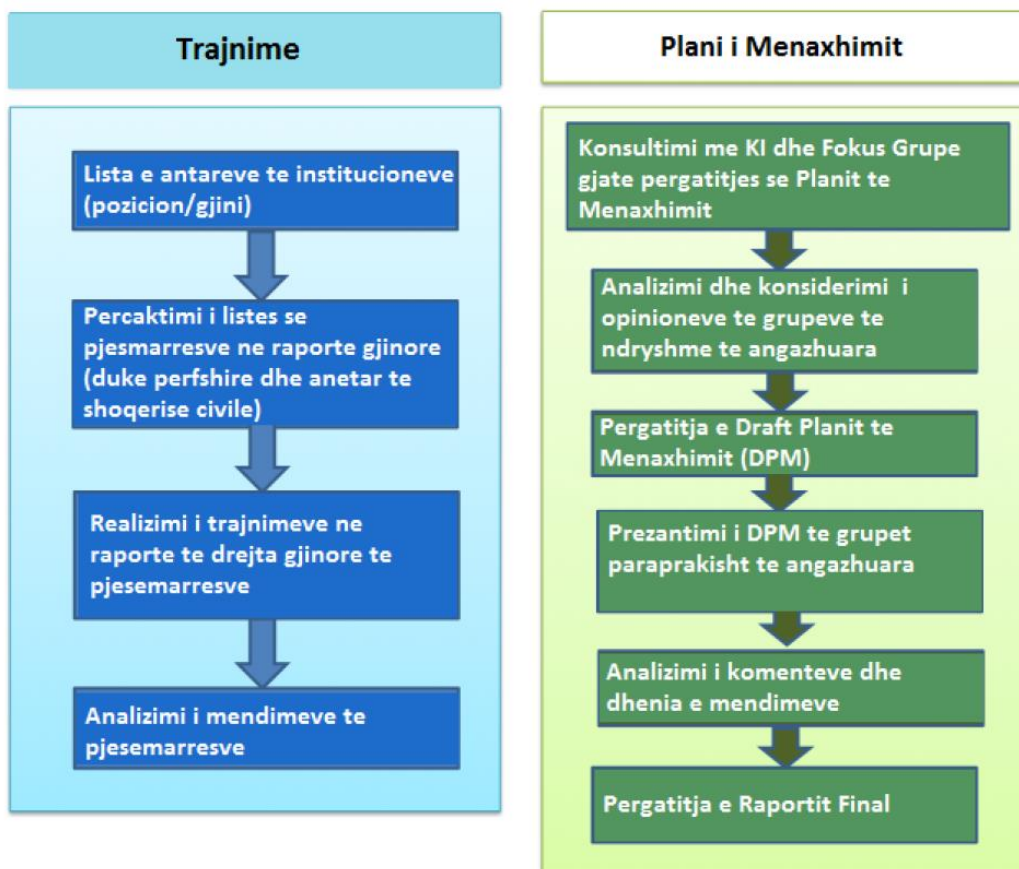 Trajnime
Lista e antareve te institucioneve
(pozicion/gjini)
Percaktimi i listes se
pjesmarresve ne raporte gjinore
(duke perfshire dhe anetar te
shoqerise civile)
Realizimi i trajnimeve ne
raporte te drejta gjinore te
pjesemarresve
Analizimi i mendimeve te
pjesemarresve
Plani i Menaxhimit
Konsultimi me KI dhe Fokus Grupe
gjate pergatitjes se Planit te
Menaxhimit
Analizimi dhe konsiderimi i
opinioneve te grupeve te
ndryshme te angazhuara
Pergatitja e Draft Planit te
Menaxhimit (DPM)
Prezantimi i DPM te grupet
paraprakisht te angazhuara
Analizimi i komenteve dhe
dhenia e mendimeve
Pergatitja e Raportit Final